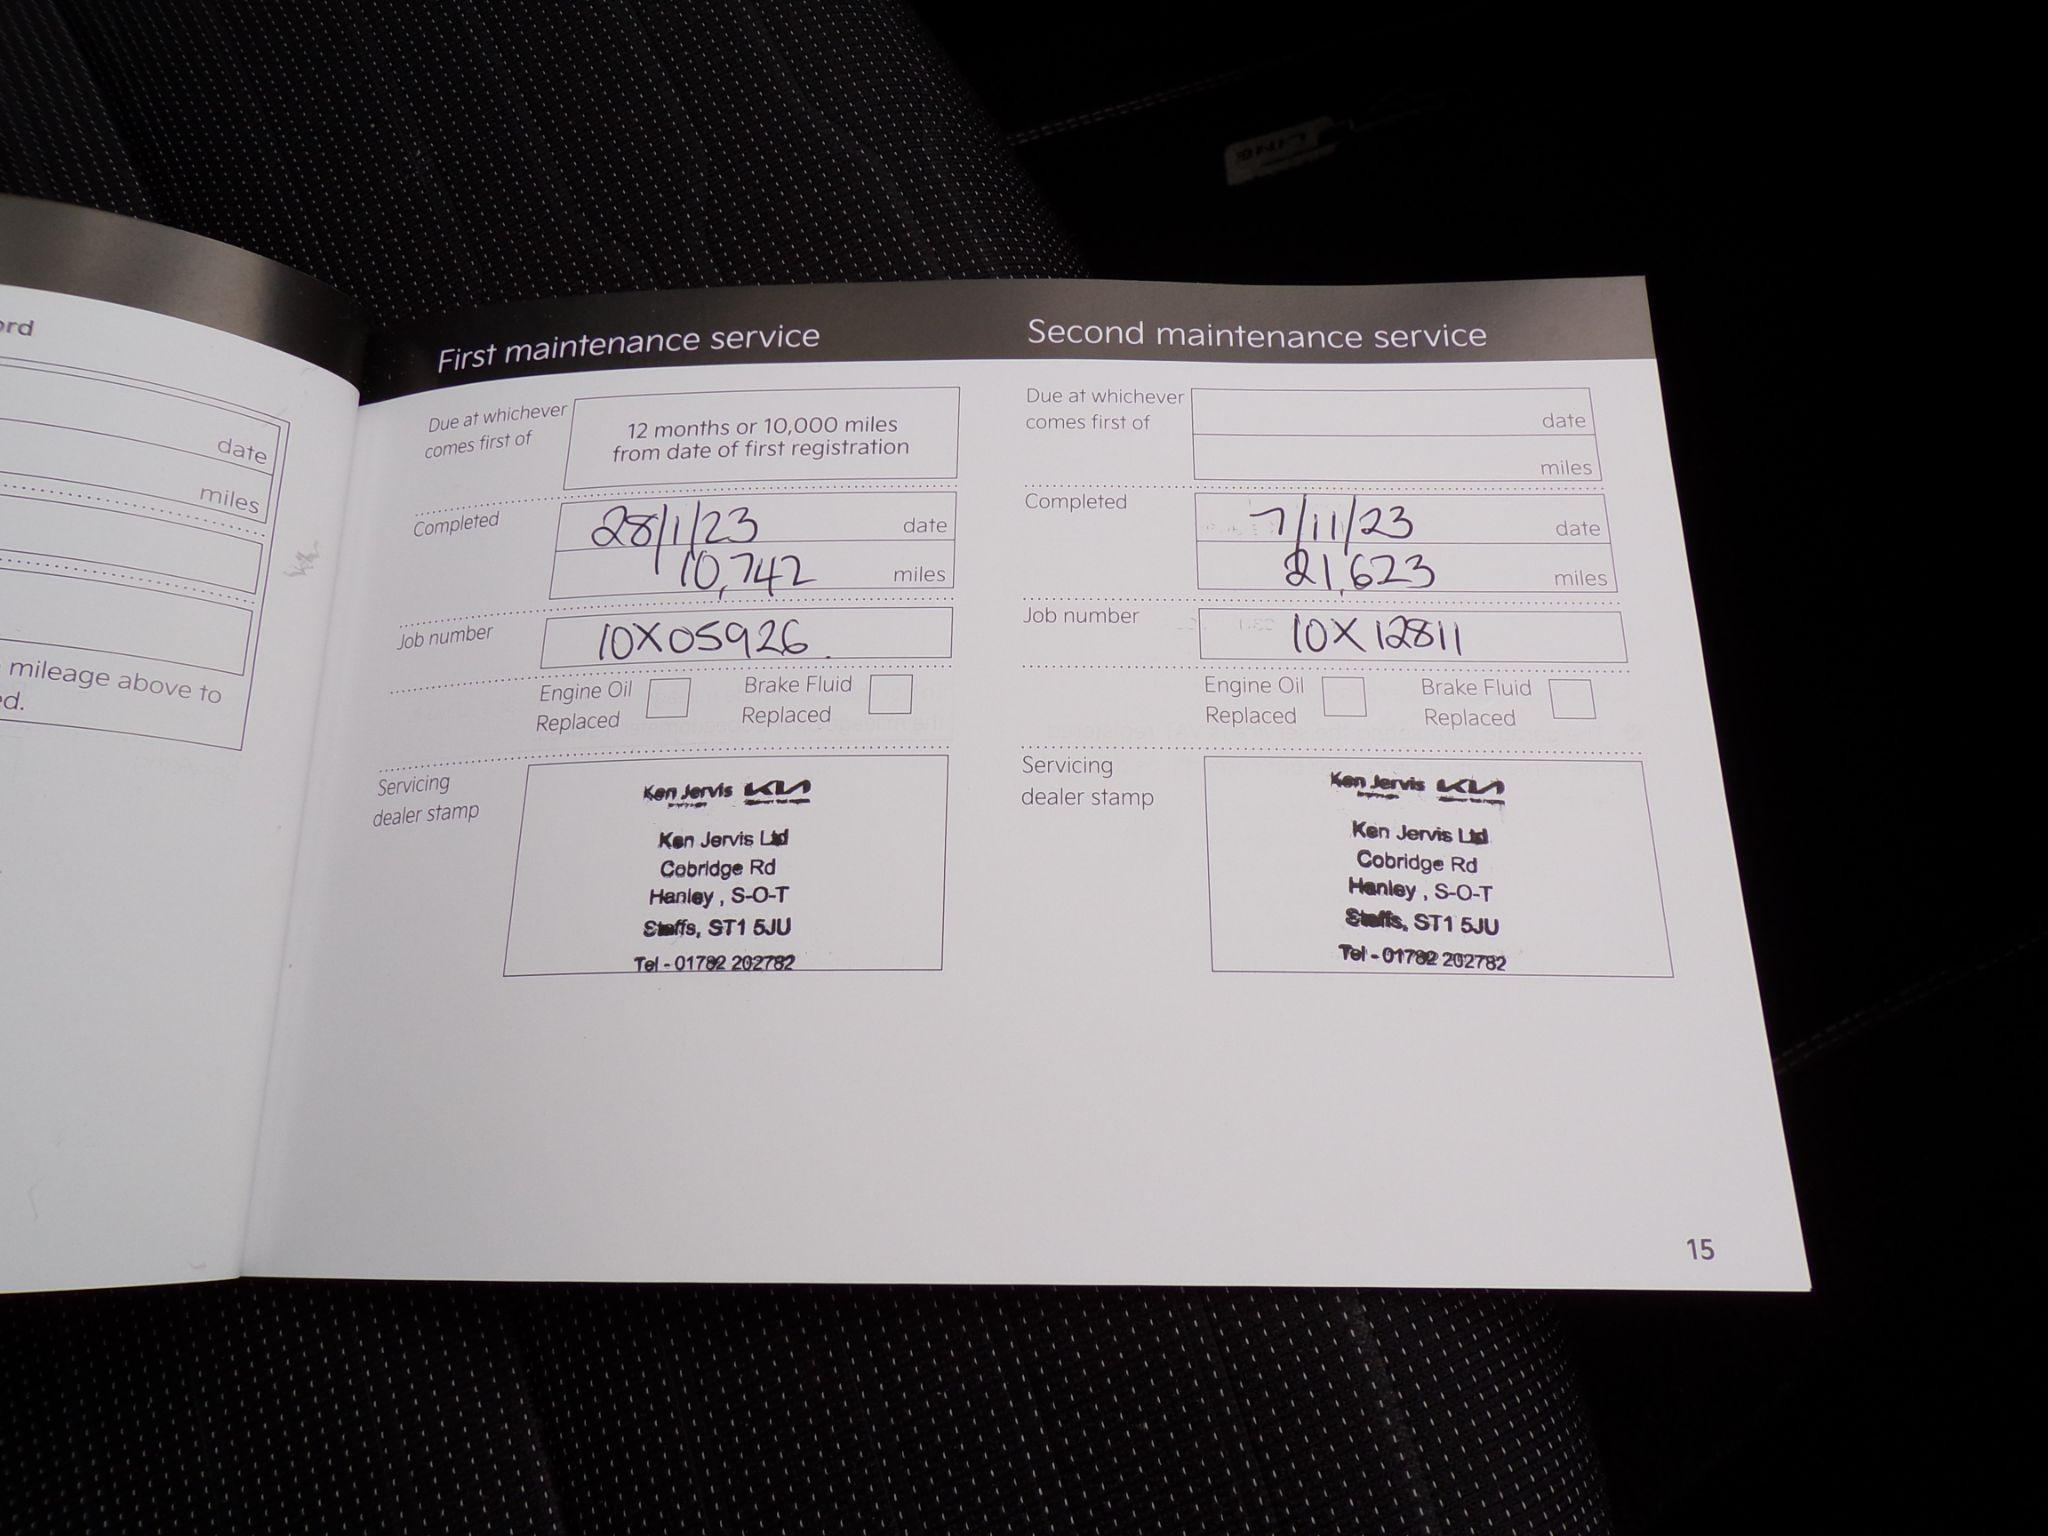 ord
date
miles
mileage above to
ed.
First maintenance service
Due at whichever
comes first of
12 months or 10,000 miles
from date of first registration
Completed
28/1/23 date
10,742 miles
Job number
10X05926.
Engine Oil
Replaced
Brake Fluid
Replaced
Servicing
dealer stamp
Ken Jervis KIA
Ken Jervis Ltd
Cobridge Rd
Hanley , S-O-T
Staffs, ST1 5JU
Tel - 01782 202782
Second maintenance service
Due at whichever
comes first of
date
miles
Completed
7/11/23 date
21,623 miles
Job number
10X12811
Engine Oil
Replaced
Brake Fluid
Replaced
Servicing
dealer stamp
Ken Jervis KIA
Ken Jervis Ltd
Cobridge Rd
Hanley , S-O-T
Staffs, ST1 5JU
Tel - 01782 202782
15